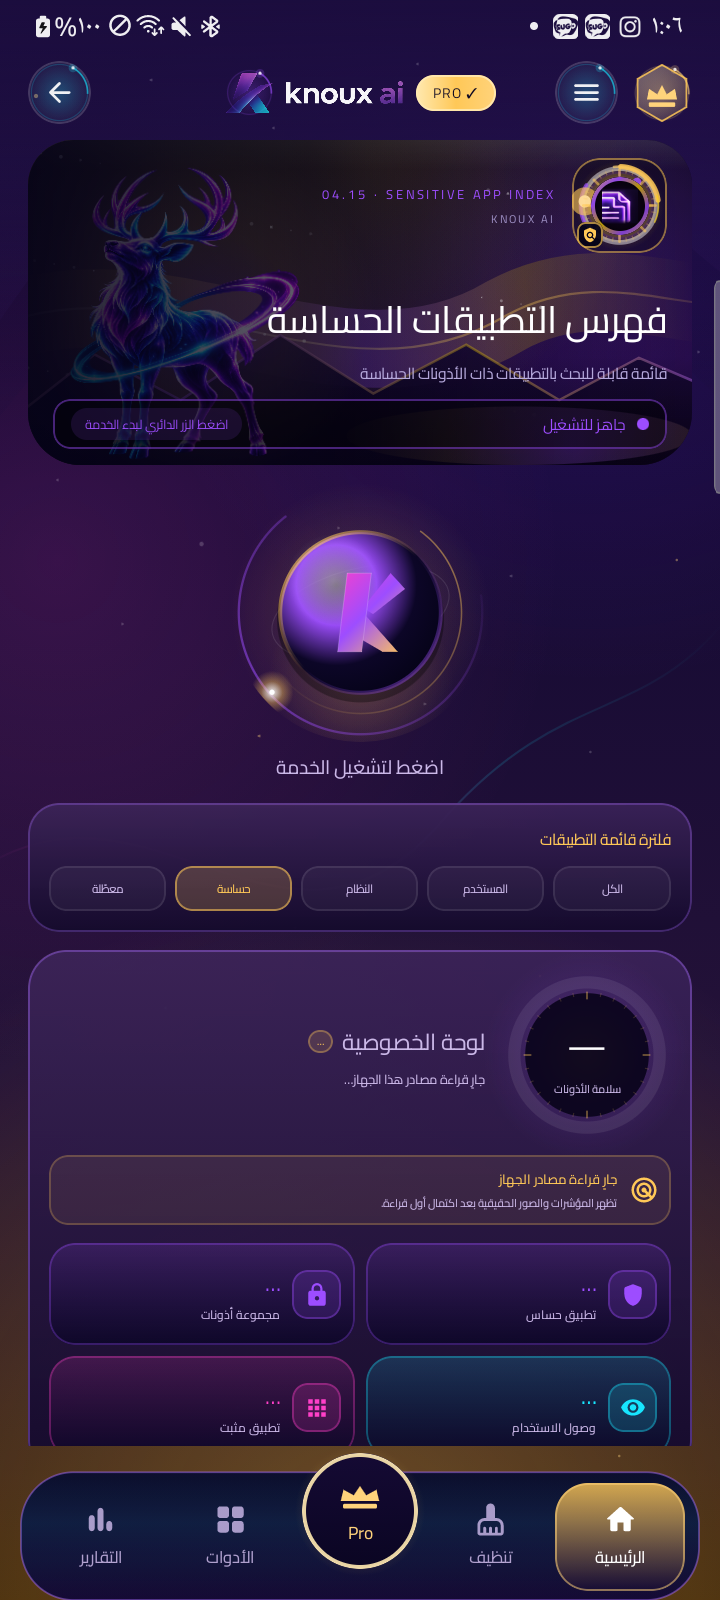 ١:٠٦
%١٠٠
knoux ai
PRO ✓
04.15 · SENSITIVE APP INDEX
KNOUX AI
فهرس التطبيقات الحساسة
قائمة قابلة للبحث بالتطبيقات ذات الأذونات الحساسة
جاهز للتشغيل
اضغط الزر الدائري لبدء الخدمة
اضغط لتشغيل الخدمة
فلترة قائمة التطبيقات
الكل
المستخدم
النظام
حساسة
معطّلة
لوحة الخصوصية
...
جارٍ قراءة مصادر هذا الجهاز...
—
سلامة الأذونات
جارٍ قراءة مصادر الجهاز
تظهر المؤشرات والصور الحقيقية بعد اكتمال أول قراءة.
...
تطبيق حساس
...
مجموعة أذونات
...
وصول الاستخدام
...
تطبيق مثبت
الرئيسية
تنظيف
Pro
الأدوات
التقارير